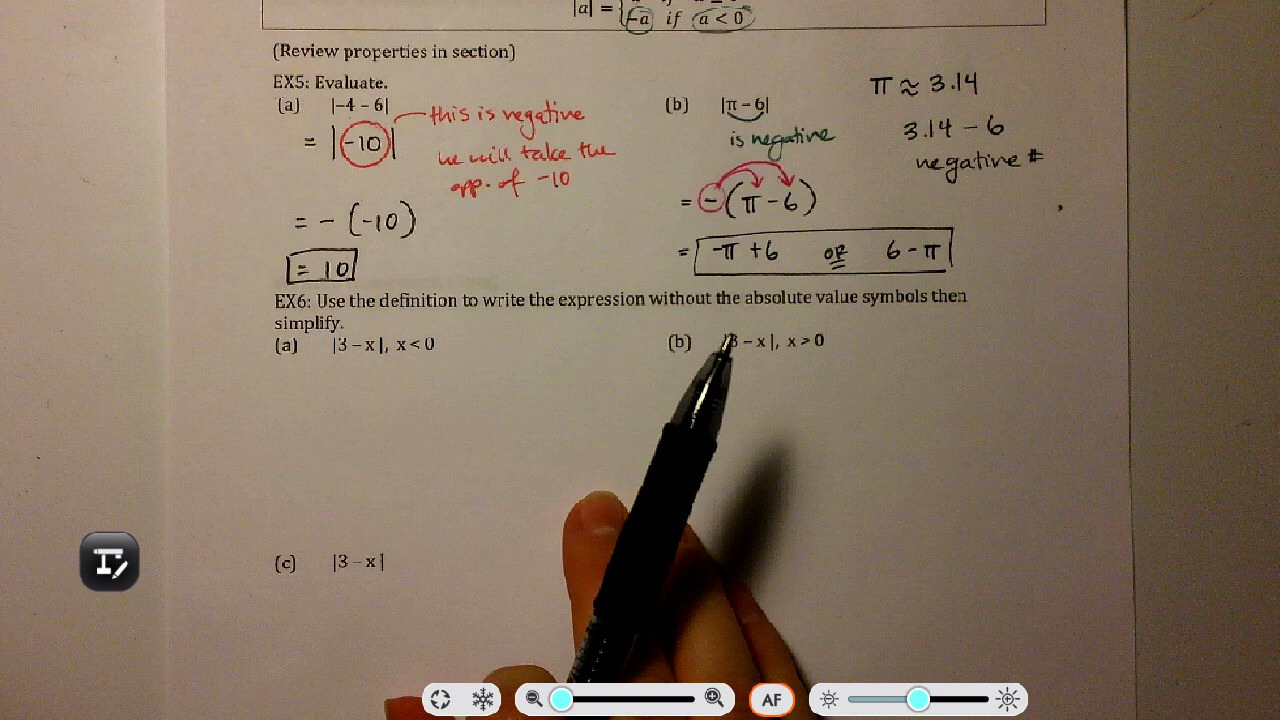 |a| =
-a if a < 0
(Review properties in section)
EX5: Evaluate.
(a) |-4 - 6|
= |-10|
this is negative
we will take the
opp. of -10
= - (-10)
= 10
(b) |π - 6|
is negative
π ≈ 3.14
3.14 - 6
negative #
= -(π - 6)
= -π + 6 OR 6 - π
EX6: Use the definition to write the expression without the absolute value symbols then
simplify.
(a) |3 - x|, x < 0
(b) |3 - x|, x > 0
(c) |3 - x|
AF